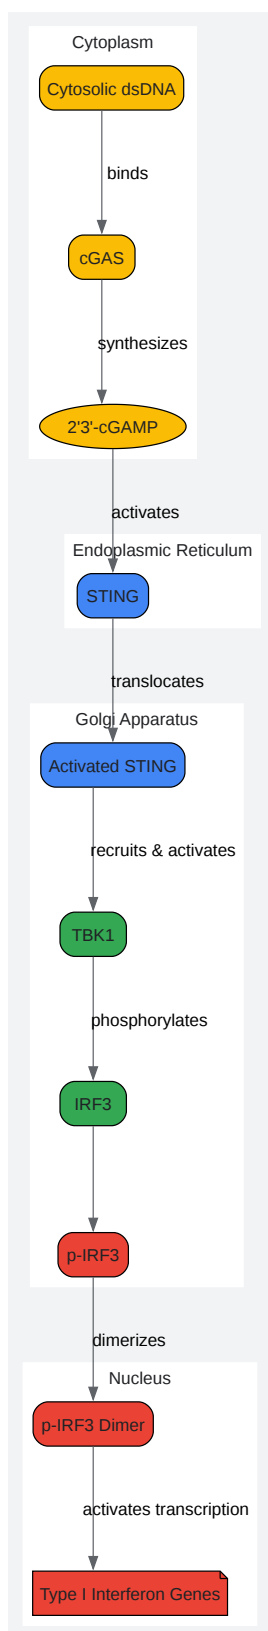 Cytoplasm
Cytosolic dsDNA
binds
cGAS
synthesizes
2'3'-cGAMP
activates
Endoplasmic Reticulum
STING
translocates
Golgi Apparatus
Activated STING
recruits & activates
TBK1
phosphorylates
IRF3
p-IRF3
dimerizes
Nucleus
p-IRF3 Dimer
activates transcription
Type I Interferon Genes